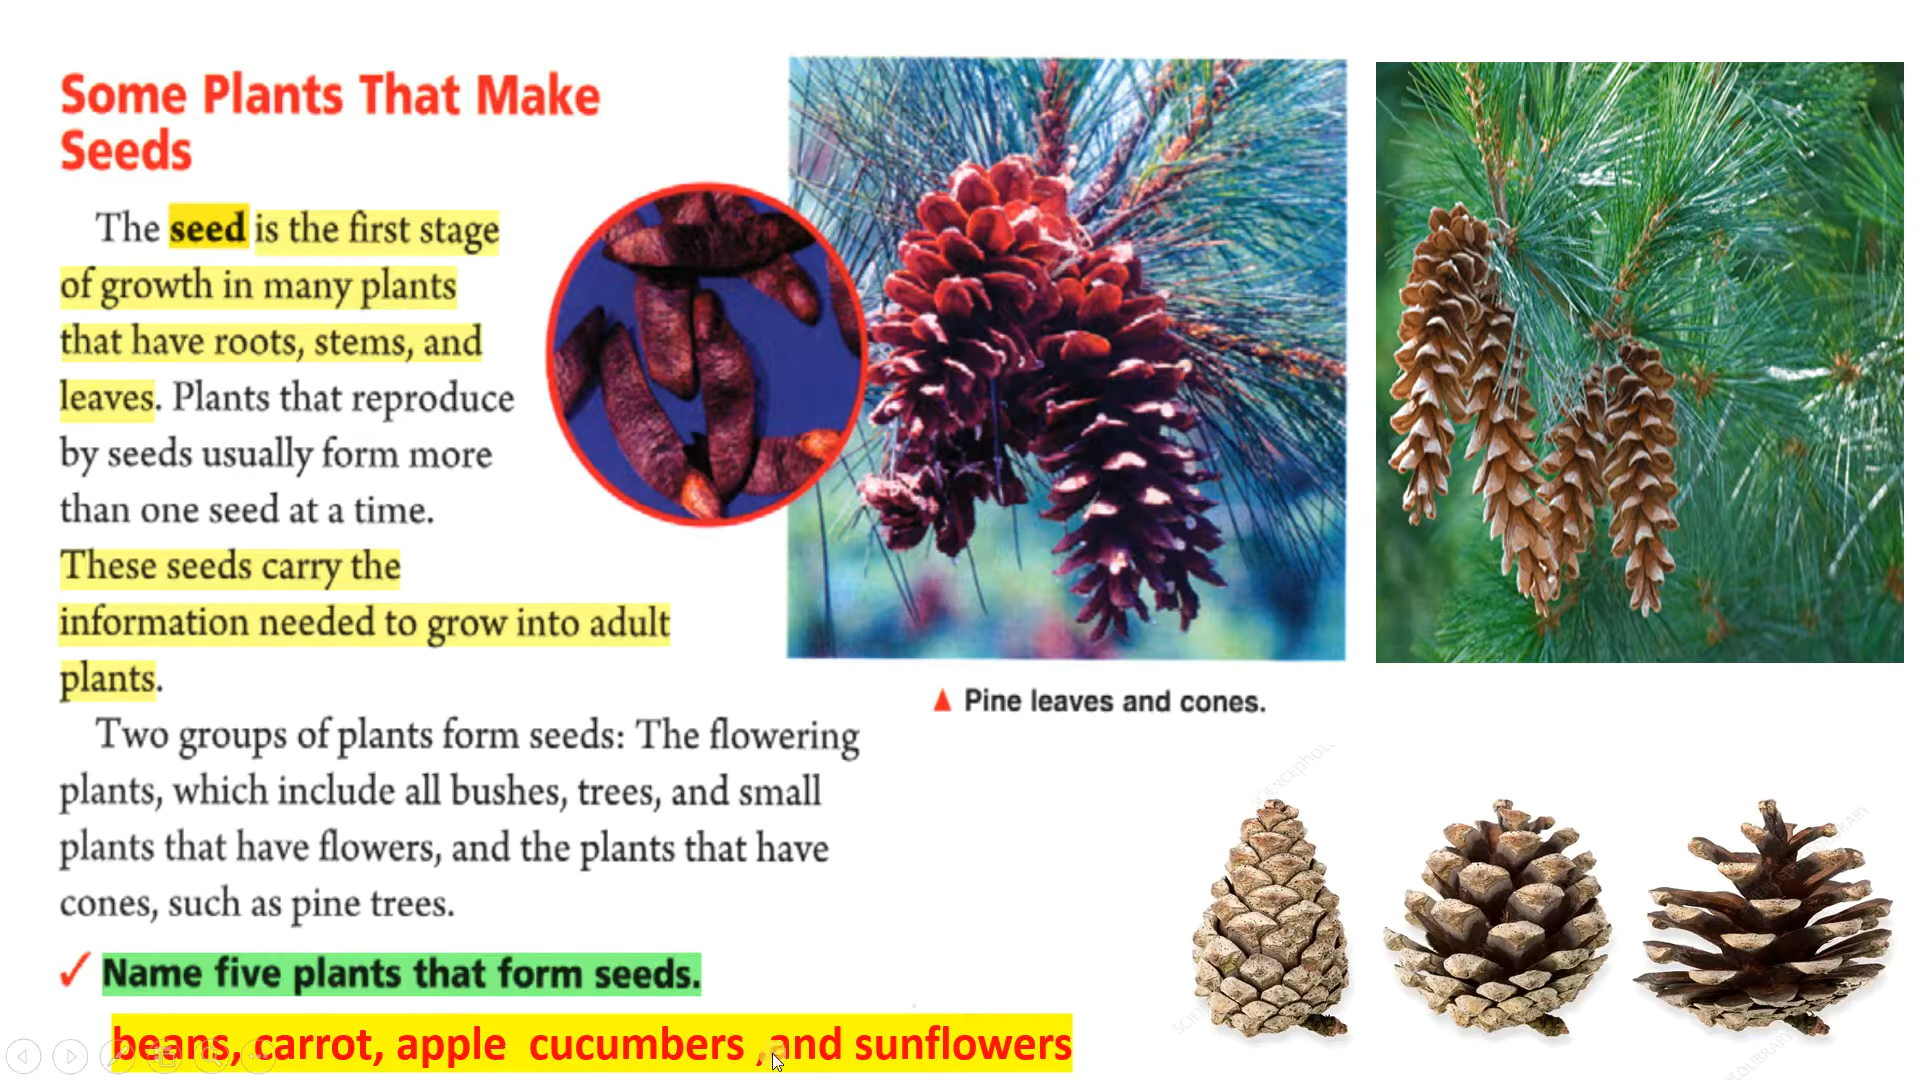 Some Plants That Make
Seeds
The seed is the first stage
of growth in many plants
that have roots, stems, and
leaves. Plants that reproduce
by seeds usually form more
than one seed at a time.
These seeds carry the
information needed to grow into adult
plants.
Two groups of plants form seeds: The flowering
plants, which include all bushes, trees, and small
plants that have flowers, and the plants that have
cones, such as pine trees.
✓ Name five plants that form seeds.
beans, carrot, apple cucumbers ,and sunflowers
▲ Pine leaves and cones.